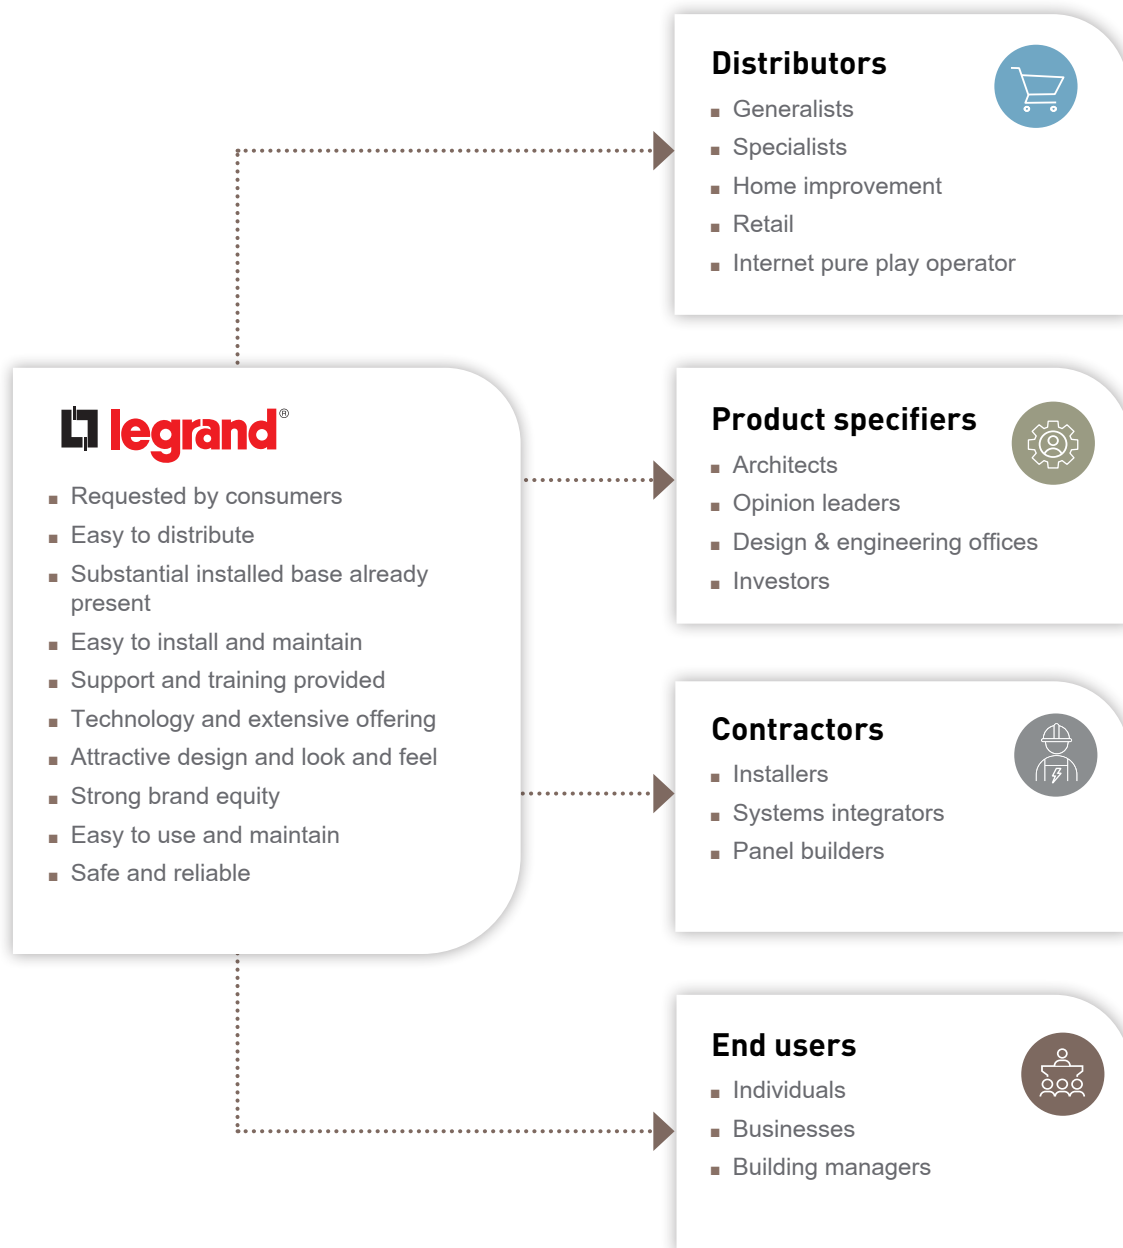 Distributors
Generalists
Specialists
Home improvement
Retail
Internet pure play operator
legrand®
Requested by consumers
Easy to distribute
Substantial installed base already
present
Easy to install and maintain
Support and training provided
Technology and extensive offering
Attractive design and look and feel
Strong brand equity
Easy to use and maintain
Safe and reliable
Product specifiers
Architects
Opinion leaders
Design & engineering offices
Investors
Contractors
Installers
Systems integrators
Panel builders
End users
Individuals
Businesses
Building managers